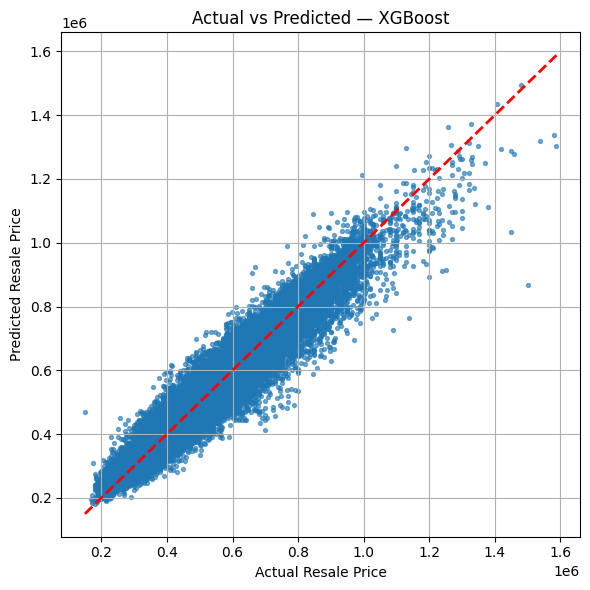 Actual vs Predicted — XGBoost
1e6
1.6
1.4
1.2
1.0
0.8
0.6
0.4
0.2
Predicted Resale Price
0.2 0.4 0.6 0.8 1.0 1.2 1.4 1.6
1e6
Actual Resale Price